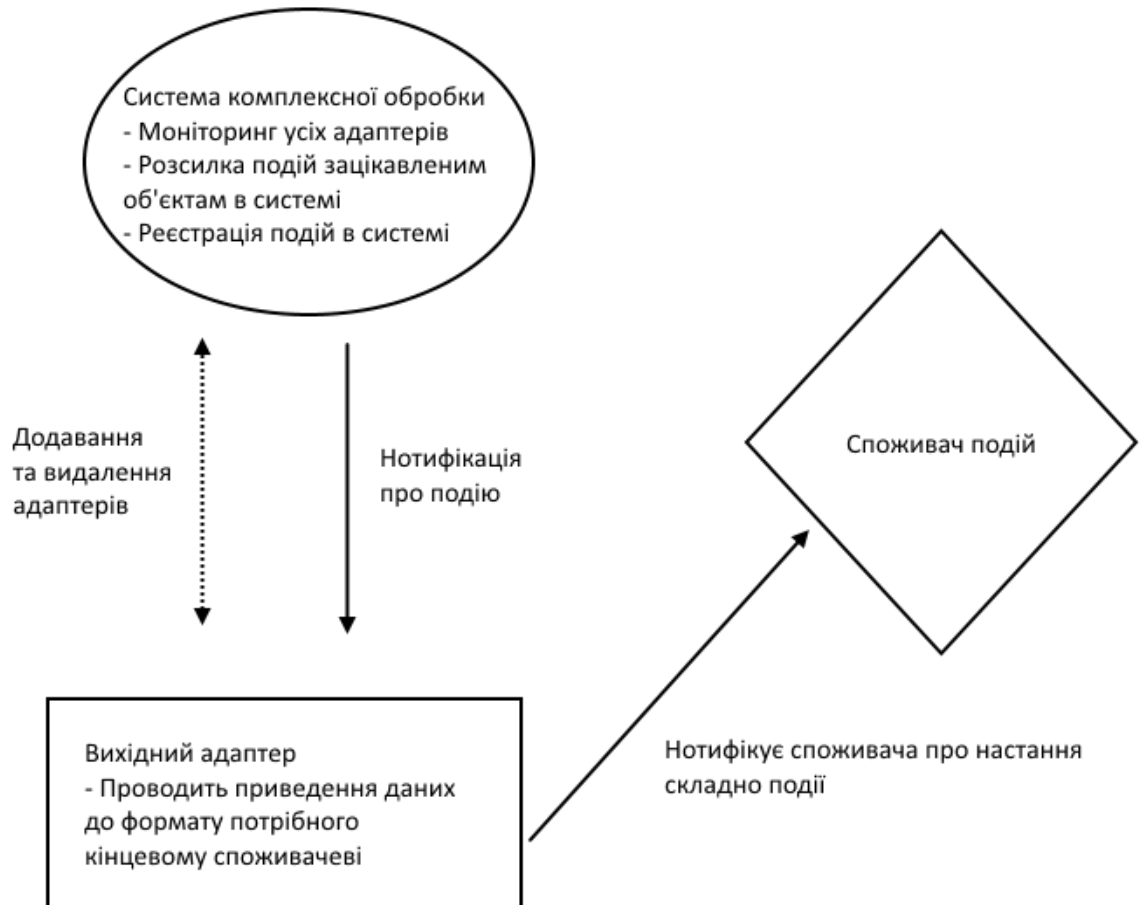 Система комплексної обробки
- Моніторинг усіх адаптерів
- Розсилка подій зацікавленим
об'єктам в системі
- Реєстрація подій в системі
Додавання
та видалення
адаптерів
Нотифікація
про подію
Споживач подій
Вихідний адаптер
- Проводить приведення даних
до формату потрібного
кінцевому споживачеві
Нотифікує споживача про настання
складно події